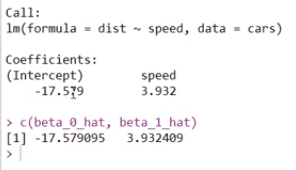 Call:
lm(formula = dist ~ speed, data = cars)
Coefficients:
(Intercept) speed
-17.579 3.932
> c(beta_0_hat, beta_1_hat)
[1] -17.579095 3.932409
>